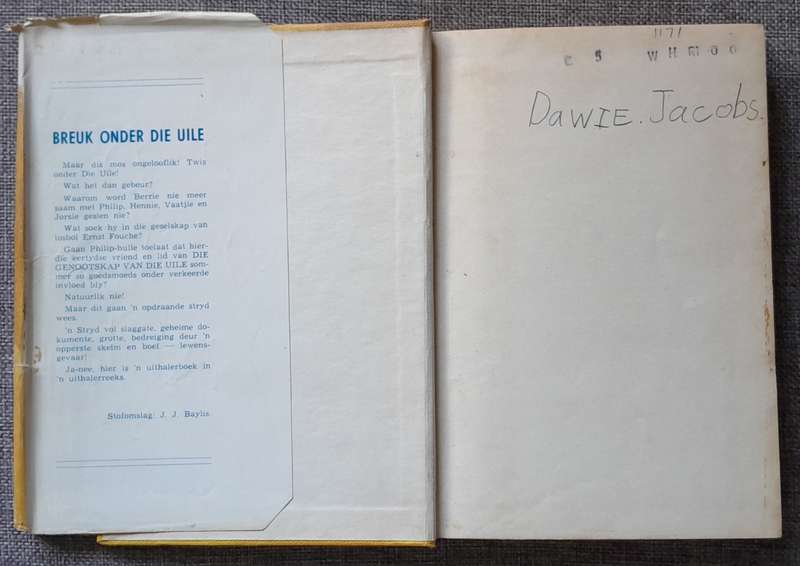 BREUK ONDER DIE UILE
Maar dis mos ongelooflik! Twis
onder Die Uile!
Wat het dan gebeur?
Waarom word Berrie nie meer
saam met Philip, Hennie, Vaatjie en
Jorsie gesien nie?
Wat soek hy in die geselskap van
losbol Ernst Fouche?
Gaan Philip-hulle toelaat dat hier-
die eertydse vriend en lid van DIE
GENOOTSKAP VAN DIE UILE som-
mer so goedsmoeds onder verkeerde
invloed bly?
Natuurlik nie!
Maar dit gaan 'n opdraande stryd
wees.
'n Stryd vol slaggate, geheime do-
kumente, grotte, bedreiging deur 'n
opperste skelm en boef — lewens-
gevaar!
Ja-nee, hier is 'n uithalerboek in
'n uithalerreeks.
Stofomslag: J. J. Baylis
1171
5 WH
DAWIE. Jacobs.